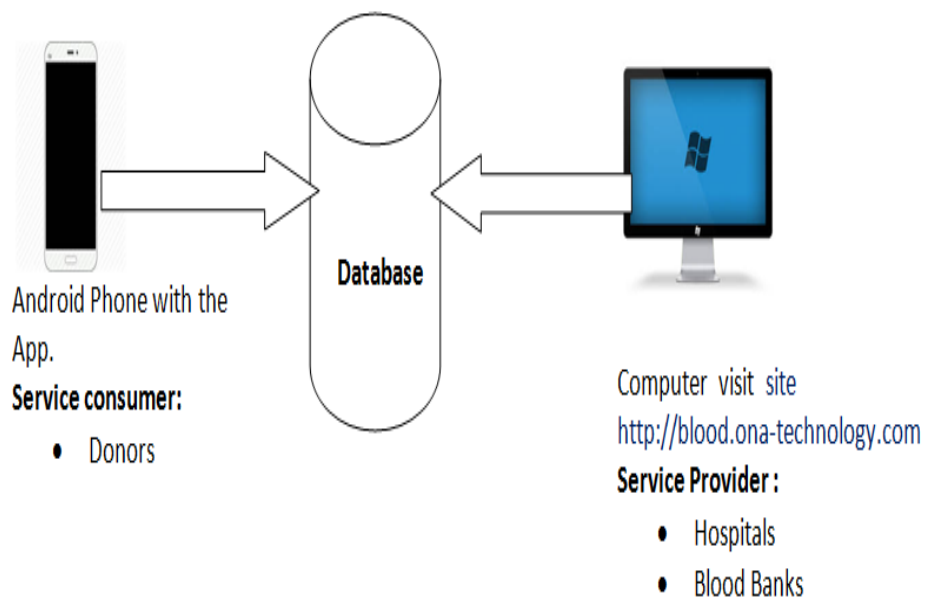 Database
Android Phone with the
App.
Service consumer:
• Donors
Computer visit site
http://blood.ona-technology.com
Service Provider :
• Hospitals
• Blood Banks